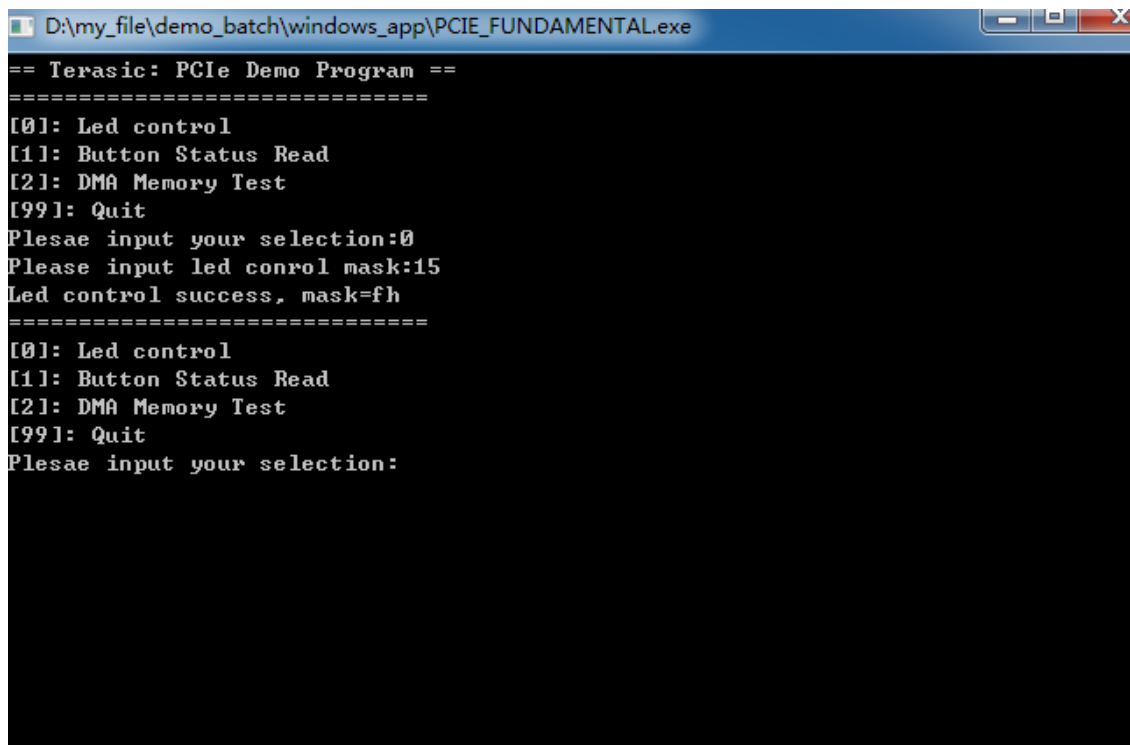 D:\my_file\demo_batch\windows_app\PCIE_FUNDAMENTAL.exe
== Terasic: PCIe Demo Program ==
==============================
[0]: Led control
[1]: Button Status Read
[2]: DMA Memory Test
[99]: Quit
Plesae input your selection:0
Please input led conrol mask:15
Led control success, mask=fh
==============================
[0]: Led control
[1]: Button Status Read
[2]: DMA Memory Test
[99]: Quit
Plesae input your selection: